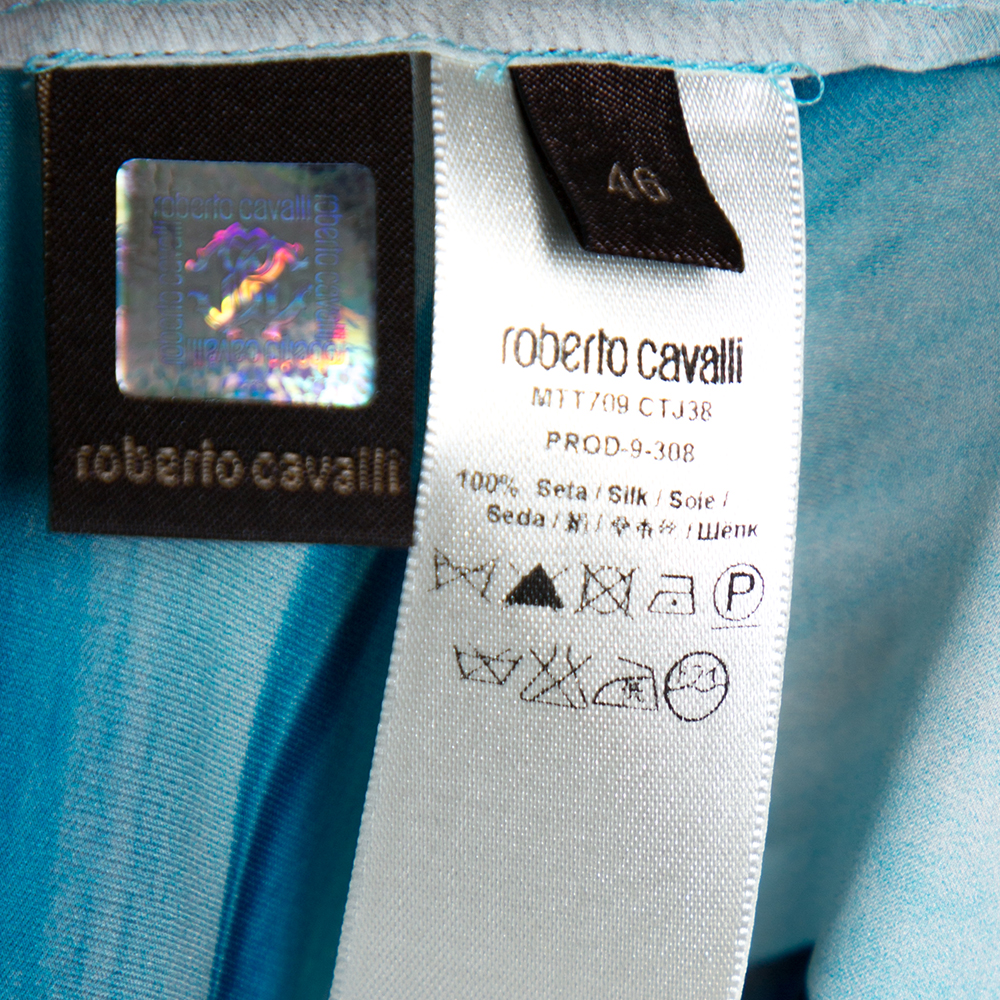 roberto cavalli
roberto cavalli
46
roberto cavalli
MTT709 CTJ38
PROD-9-308
100% Seta / Silk / Soie /
Seda / / / Шелк
P